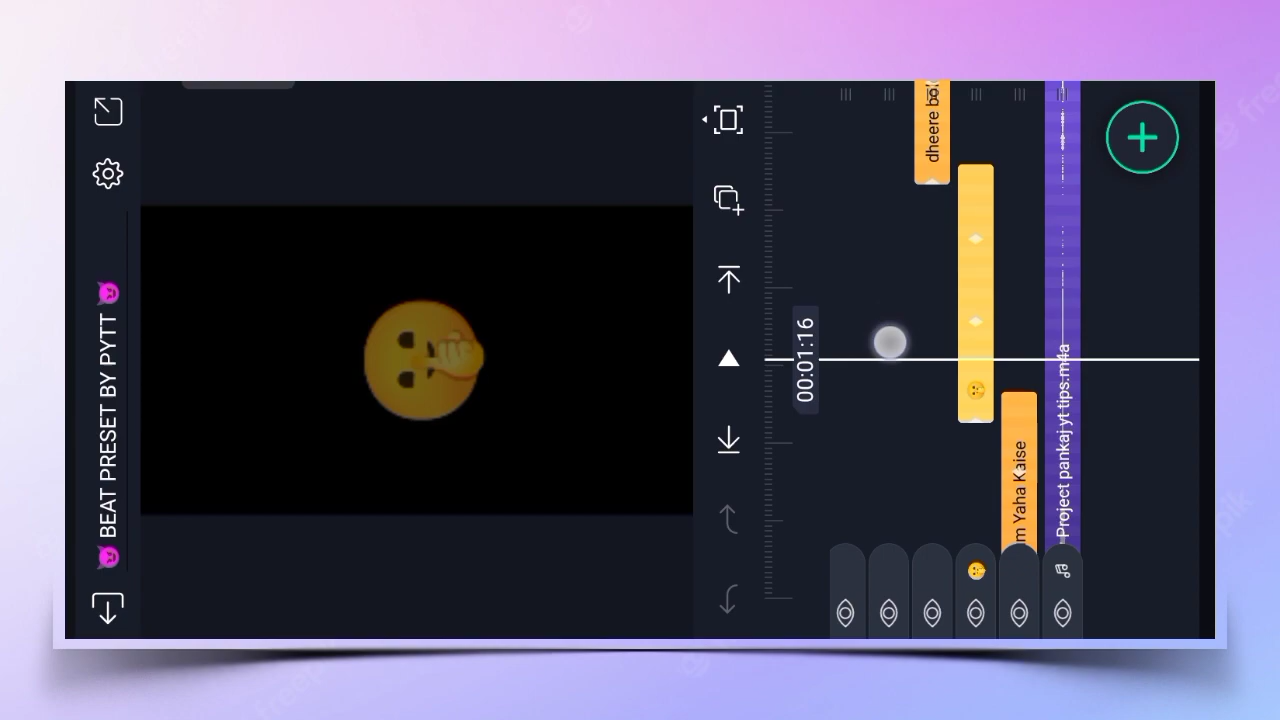 😈 BEAT PRESET BY PYTT 😈
00:01:16
dheere bo
m Yaha Kaise
Project pankaj yt tips.m4a